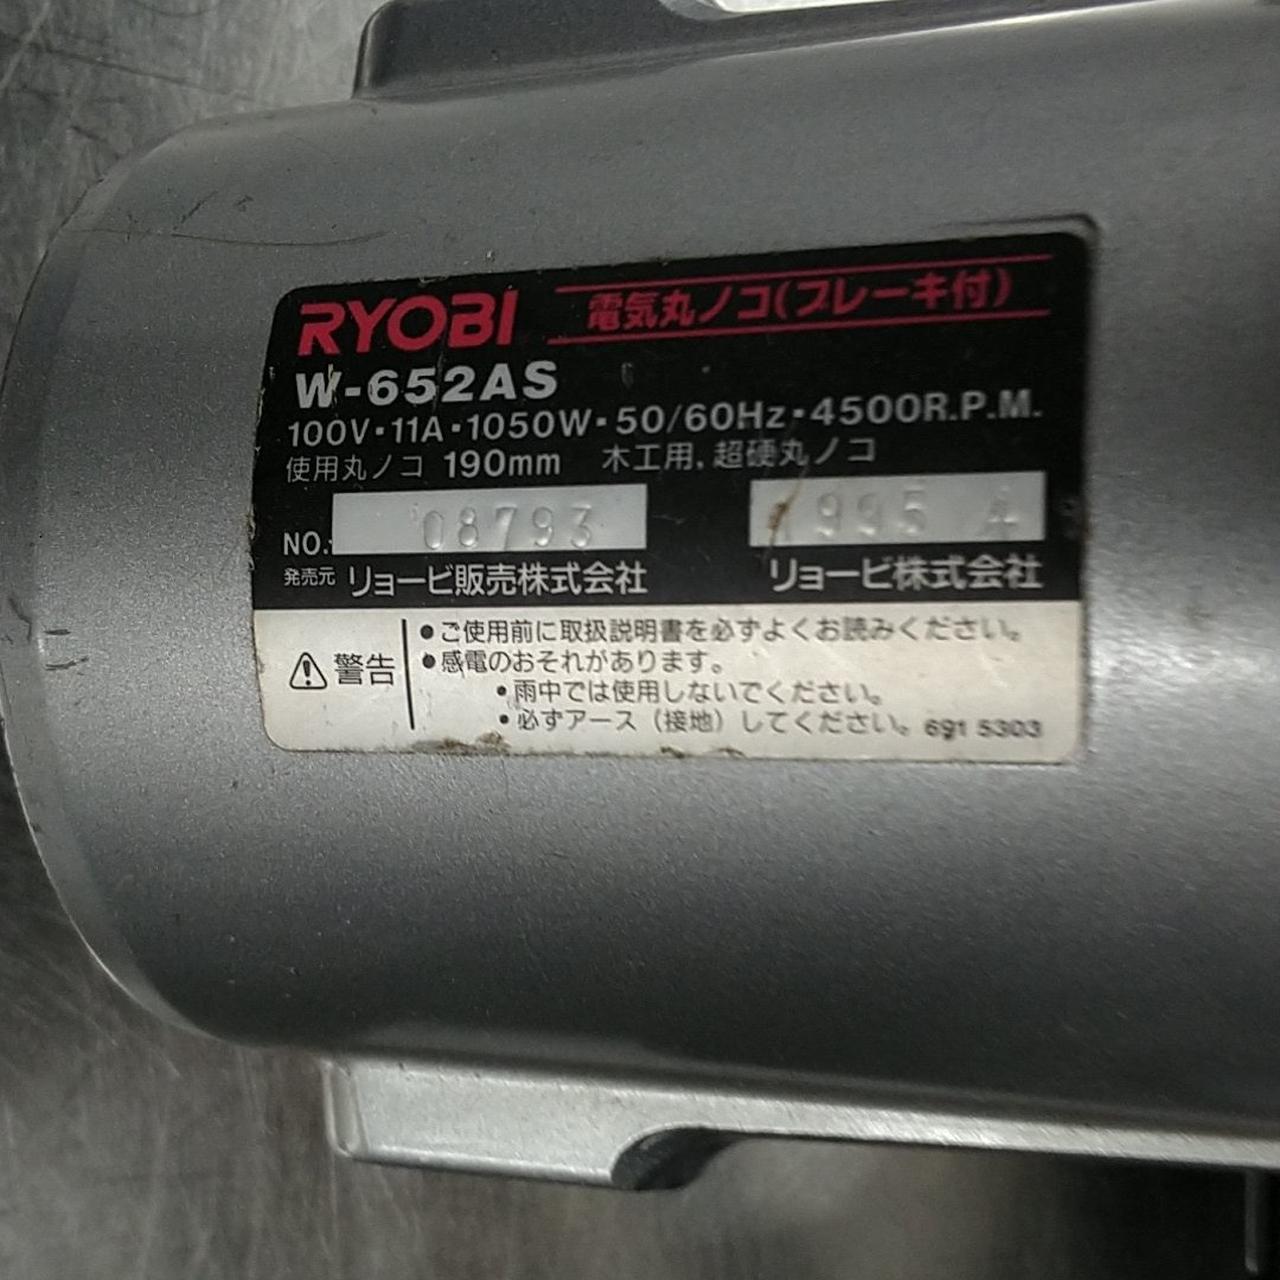 RYOBI 電気丸ノコ(ブレーキ付)
W-652AS
100V・11A・1050W・50/60Hz・4500R.P.M.
使用丸ノコ 190mm 木工用,超硬丸ノコ
NO. 08793 1995 A
発売元 リョービ販売株式会社 リョービ株式会社
⚠警告
●ご使用前に取扱説明書を必ずよくお読みください。
●感電のおそれがあります。
•雨中では使用しないでください。
•必ずアース(接地)してください。 691 5303